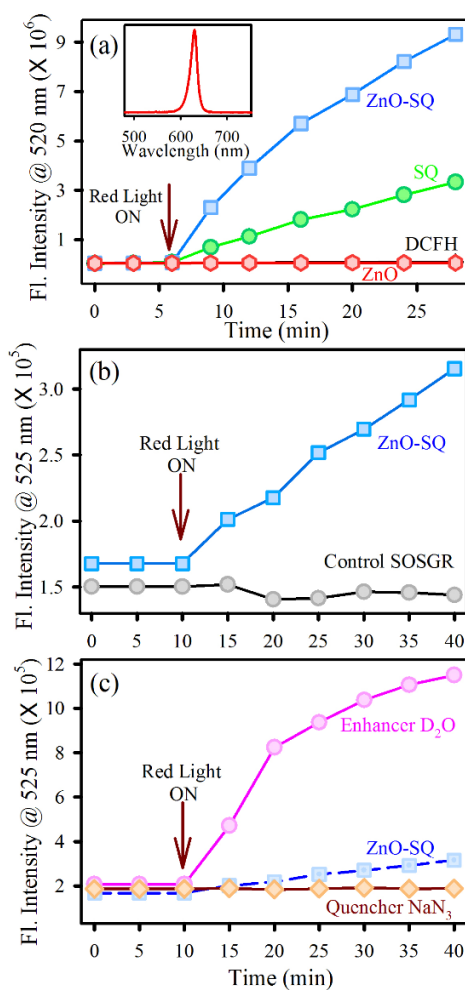 (a)
Fl. Intensity @ 520 nm (X 10⁶)
9
6
3
1
500 600 700
Wavelength (nm)
ZnO-SQ
SQ
Red Light
ON
DCFH
ZnO
0 5 10 15 20 25
Time (min)
(b)
Fl. Intensity @ 525 nm (X 10⁵)
3.0
2.5
2.0
1.5
Red Light
ON
ZnO-SQ
Control SOSGR
0 5 10 15 20 25 30 35 40
(c)
Fl. Intensity @ 525 nm (X 10⁵)
12
10
8
6
4
2
Enhancer D₂O
Red Light
ON
ZnO-SQ
Quencher NaN₃
0 5 10 15 20 25 30 35 40
Time (min)